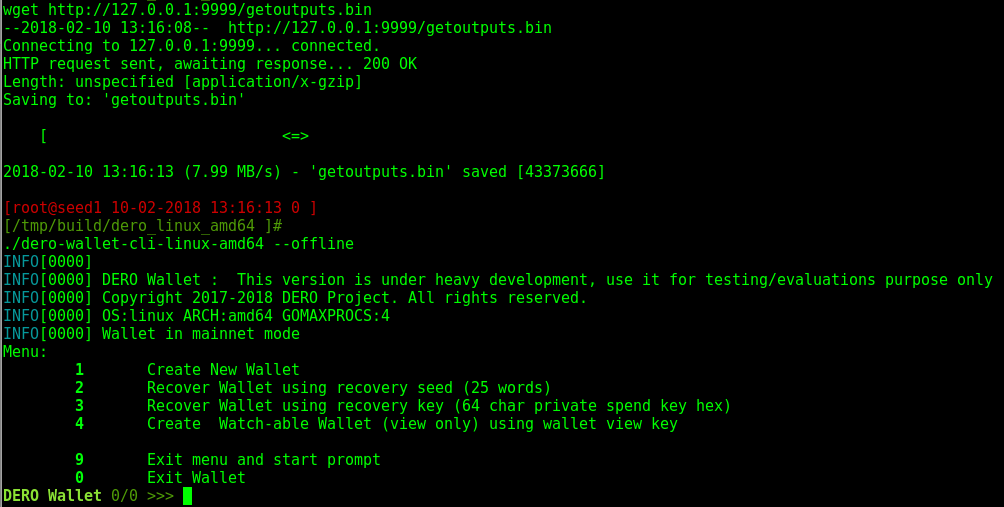 wget http://127.0.0.1:9999/getoutputs.bin
--2018-02-10 13:16:08--  http://127.0.0.1:9999/getoutputs.bin
Connecting to 127.0.0.1:9999... connected.
HTTP request sent, awaiting response... 200 OK
Length: unspecified [application/x-gzip]
Saving to: 'getoutputs.bin'
[                          <=>
2018-02-10 13:16:13 (7.99 MB/s) - 'getoutputs.bin' saved [43373666]
[root@seed1 10-02-2018 13:16:13 0 ]
[/tmp/build/dero_linux_amd64 ]#
./dero-wallet-cli-linux-amd64 --offline
INFO[0000]
INFO[0000] DERO Wallet :  This version is under heavy development, use it for testing/evaluations purpose only
INFO[0000] Copyright 2017-2018 DERO Project. All rights reserved.
INFO[0000] OS:linux ARCH:amd64 GOMAXPROCS:4
INFO[0000] Wallet in mainnet mode
Menu:
1       Create New Wallet
2       Recover Wallet using recovery seed (25 words)
3       Recover Wallet using recovery key (64 char private spend key hex)
4       Create  Watch-able Wallet (view only) using wallet view key
9       Exit menu and start prompt
0       Exit Wallet
DERO Wallet 0/0 >>>